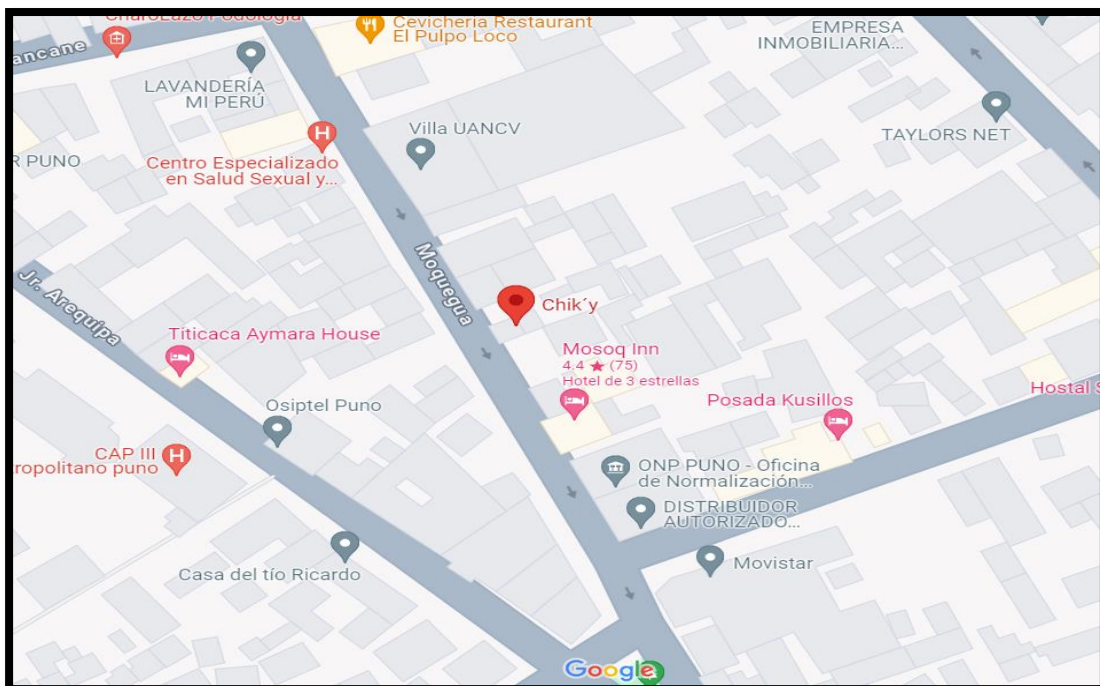 CharoLazo Podología
ancane
Cevicheria Restaurant
El Pulpo Loco
EMPRESA
INMOBILIARIA...
LAVANDERÍA
MI PERÚ
Villa UANCV
TAYLORS NET
R PUNO
Centro Especializado
en Salud Sexual y...
Moquegua
Jr. Arequipa
Chik´y
Titicaca Aymara House
Mosoq Inn
4.4 ★ (75)
Hotel de 3 estrellas
Hostal S
Posada Kusillos
Osiptel Puno
CAP III
ropolitano puno
ONP PUNO - Oficina
de Normalización...
DISTRIBUIDOR
AUTORIZADO...
Movistar
Casa del tío Ricardo
Google